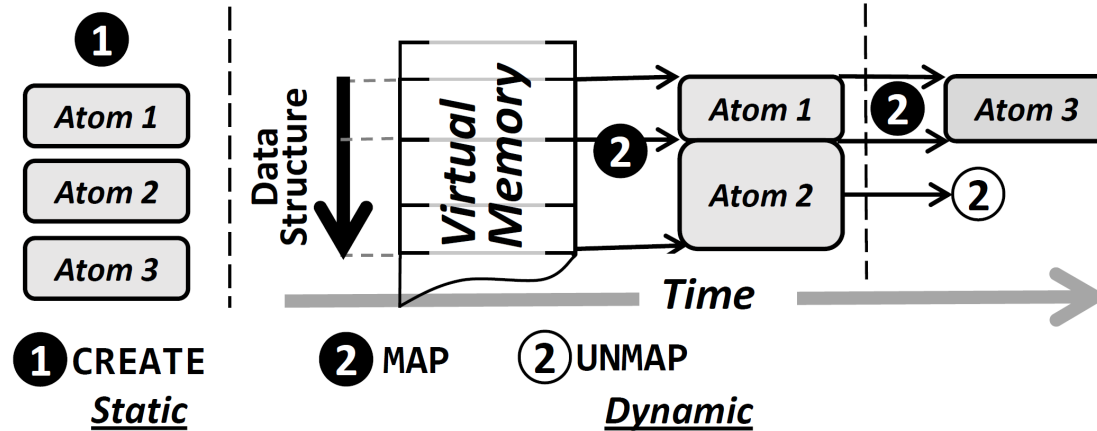 1
Atom 1
Atom 2
Atom 3
Data
Structure
Virtual
Memory
2
Atom 1
Atom 2
2
Atom 3
2
Time
1 CREATE
2 MAP
2 UNMAP
Static
Dynamic